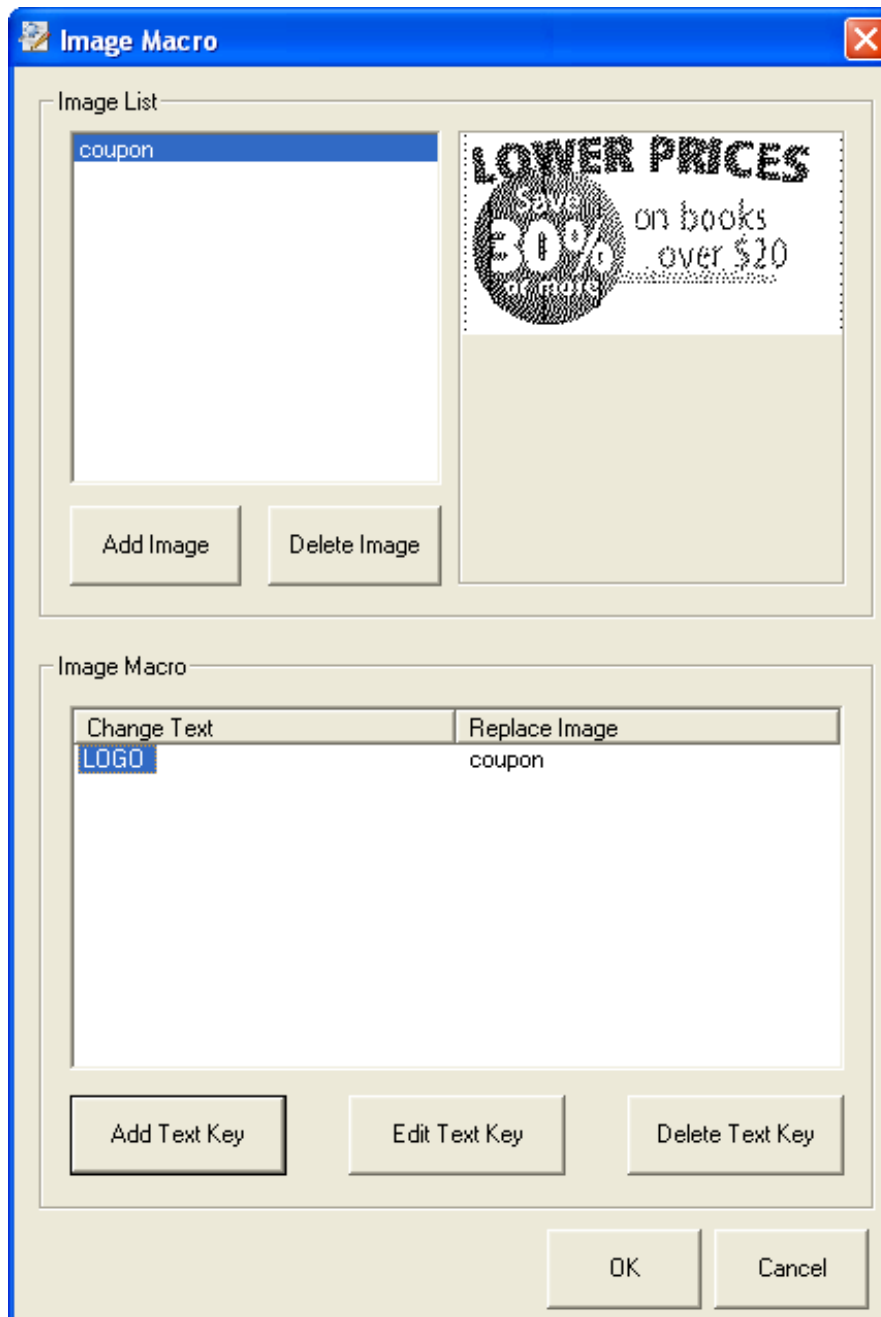 Image Macro
Image List
coupon
LOWER PRICES
Save
30%
or more
on books
over $20
Add Image
Delete Image
Image Macro
Change Text
Replace Image
LOGO
coupon
Add Text Key
Edit Text Key
Delete Text Key
OK
Cancel